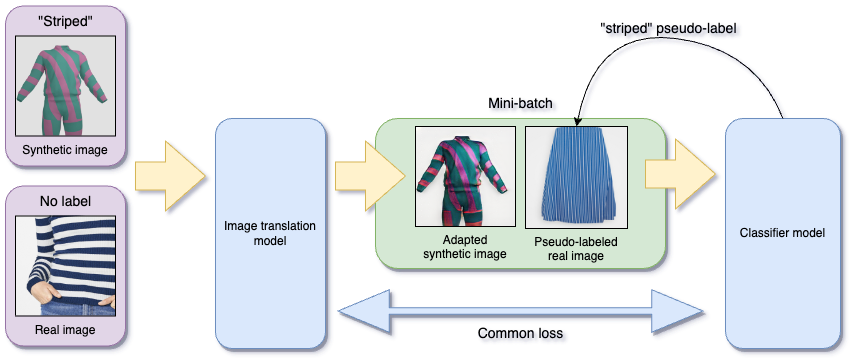 "Striped"
Synthetic image
No label
Real image
Image translation
model
Mini-batch
Adapted
synthetic image
Pseudo-labeled
real image
"striped" pseudo-label
Classifier model
Common loss